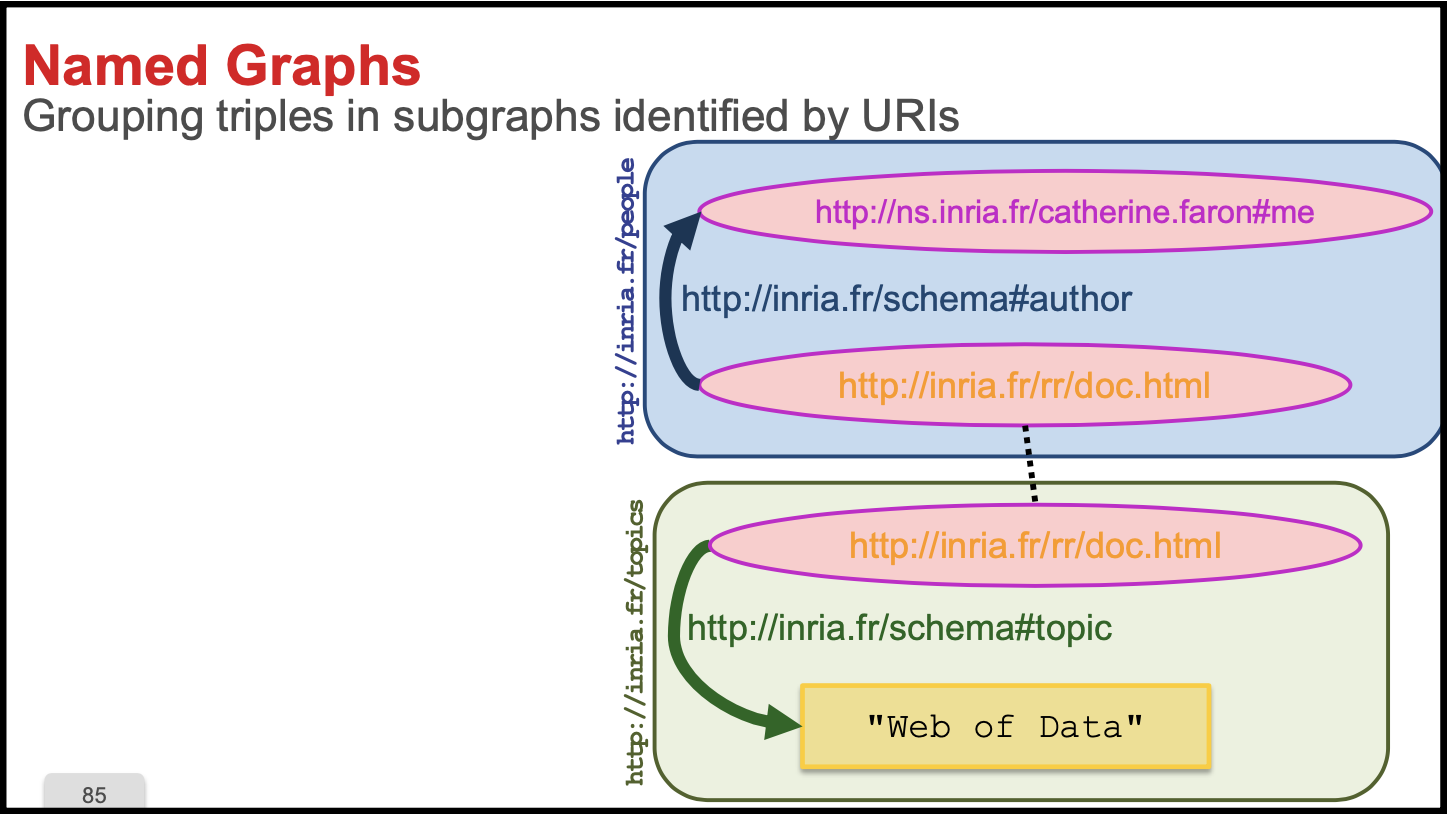 Named Graphs
Grouping triples in subgraphs identified by URIs
http://inria.fr/people
http://ns.inria.fr/catherine.faron#me
http://inria.fr/schema#author
http://inria.fr/rr/doc.html
http://inria.fr/topics
http://inria.fr/rr/doc.html
http://inria.fr/schema#topic
"Web of Data"
85